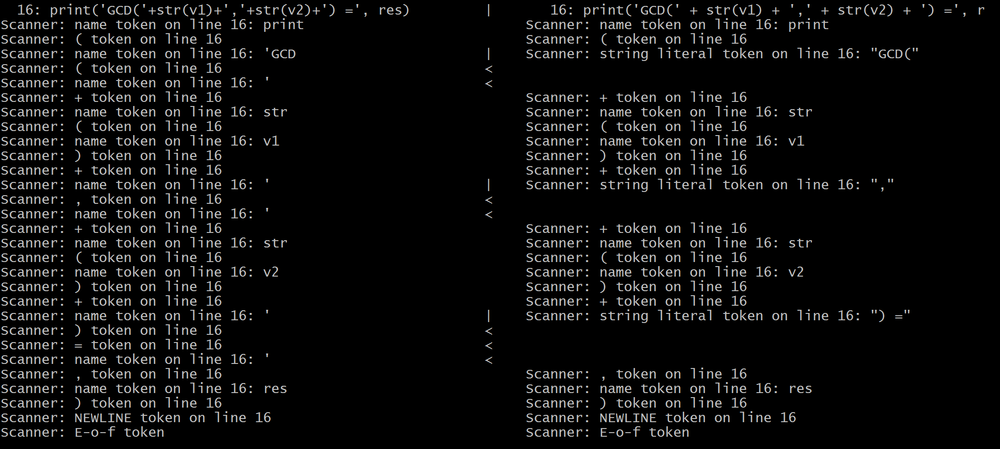 16: print('GCD('+str(v1)+','+str(v2)+') =', res) | 16: print('GCD(' + str(v1) + ',' + str(v2) + ') =', r
Scanner: name token on line 16: print Scanner: name token on line 16: print
Scanner: ( token on line 16 Scanner: ( token on line 16
Scanner: name token on line 16: 'GCD | Scanner: string literal token on line 16: "GCD("
Scanner: ( token on line 16 <
Scanner: name token on line 16: ' <
Scanner: + token on line 16 Scanner: + token on line 16
Scanner: name token on line 16: str Scanner: name token on line 16: str
Scanner: ( token on line 16 Scanner: ( token on line 16
Scanner: name token on line 16: v1 Scanner: name token on line 16: v1
Scanner: ) token on line 16 Scanner: ) token on line 16
Scanner: + token on line 16 Scanner: + token on line 16
Scanner: name token on line 16: ' | Scanner: string literal token on line 16: ","
Scanner: , token on line 16 <
Scanner: name token on line 16: ' <
Scanner: + token on line 16 Scanner: + token on line 16
Scanner: name token on line 16: str Scanner: name token on line 16: str
Scanner: ( token on line 16 Scanner: ( token on line 16
Scanner: name token on line 16: v2 Scanner: name token on line 16: v2
Scanner: ) token on line 16 Scanner: ) token on line 16
Scanner: + token on line 16 Scanner: + token on line 16
Scanner: name token on line 16: ' | Scanner: string literal token on line 16: ") ="
Scanner: ) token on line 16 <
Scanner: = token on line 16 <
Scanner: name token on line 16: ' <
Scanner: , token on line 16 Scanner: , token on line 16
Scanner: name token on line 16: res Scanner: name token on line 16: res
Scanner: ) token on line 16 Scanner: ) token on line 16
Scanner: NEWLINE token on line 16 Scanner: NEWLINE token on line 16
Scanner: E-o-f token Scanner: E-o-f token